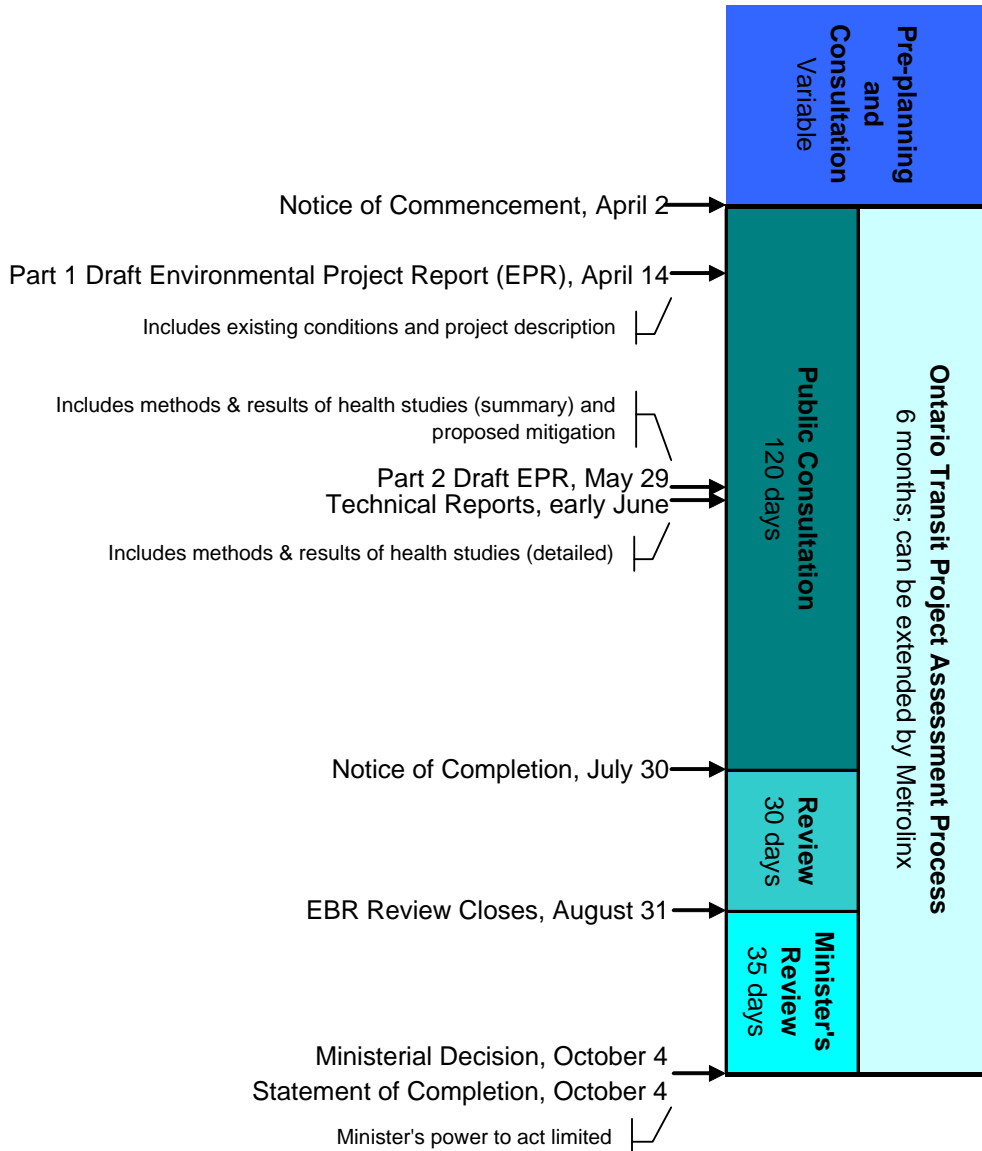 Pre-planning
and
Consultation
Variable
Notice of Commencement, April 2
Part 1 Draft Environmental Project Report (EPR), April 14
Includes existing conditions and project description
Includes methods & results of health studies (summary) and
proposed mitigation
Part 2 Draft EPR, May 29
Technical Reports, early June
Includes methods & results of health studies (detailed)
Notice of Completion, July 30
EBR Review Closes, August 31
Ministerial Decision, October 4
Statement of Completion, October 4
Minister's power to act limited
Public Consultation
120 days
Review
30 days
Minister's
Review
35 days
Ontario Transit Project Assessment Process
6 months; can be extended by Metrolinx